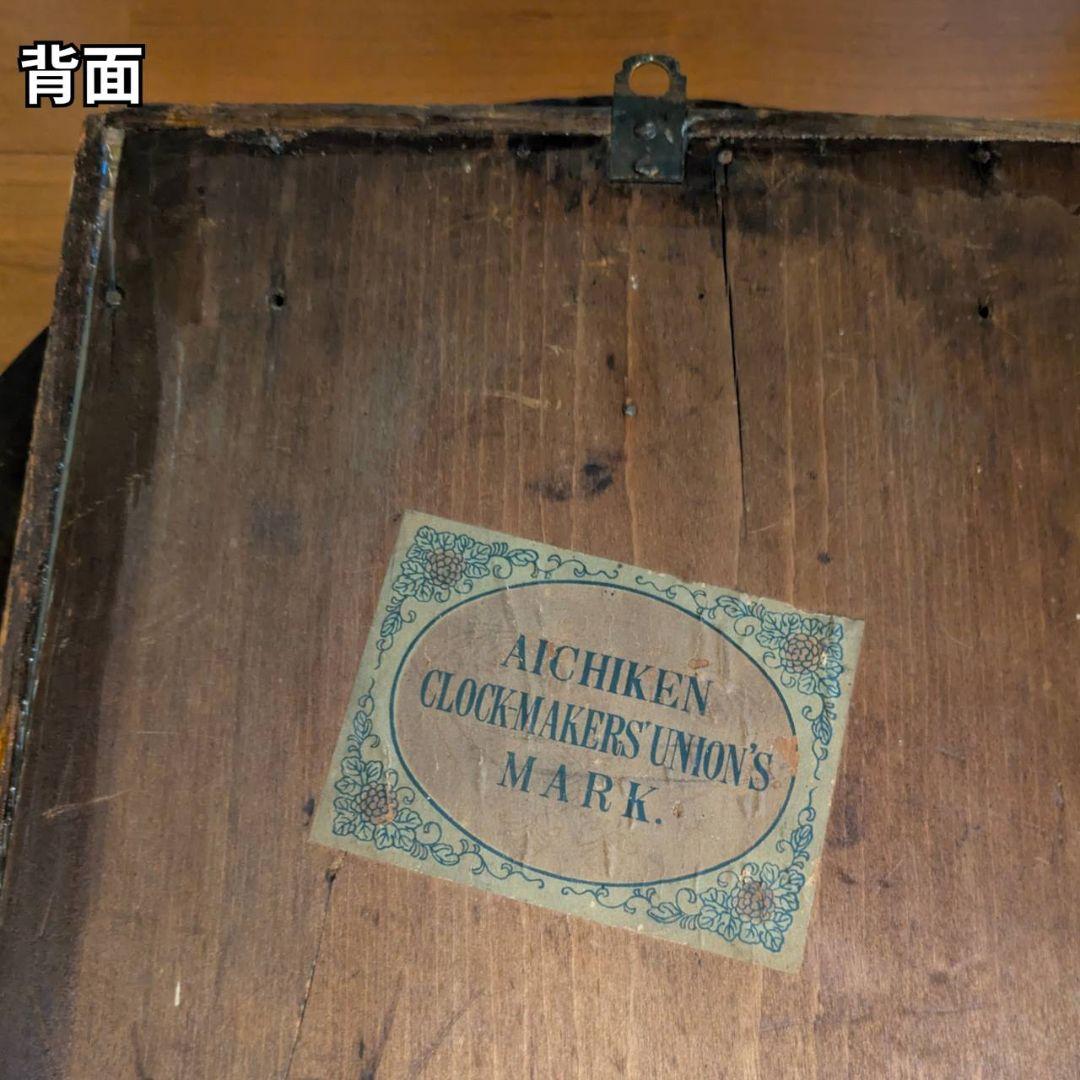 背面
AICHIKEN
CLOCK-MAKERS' UNION'S
MARK.